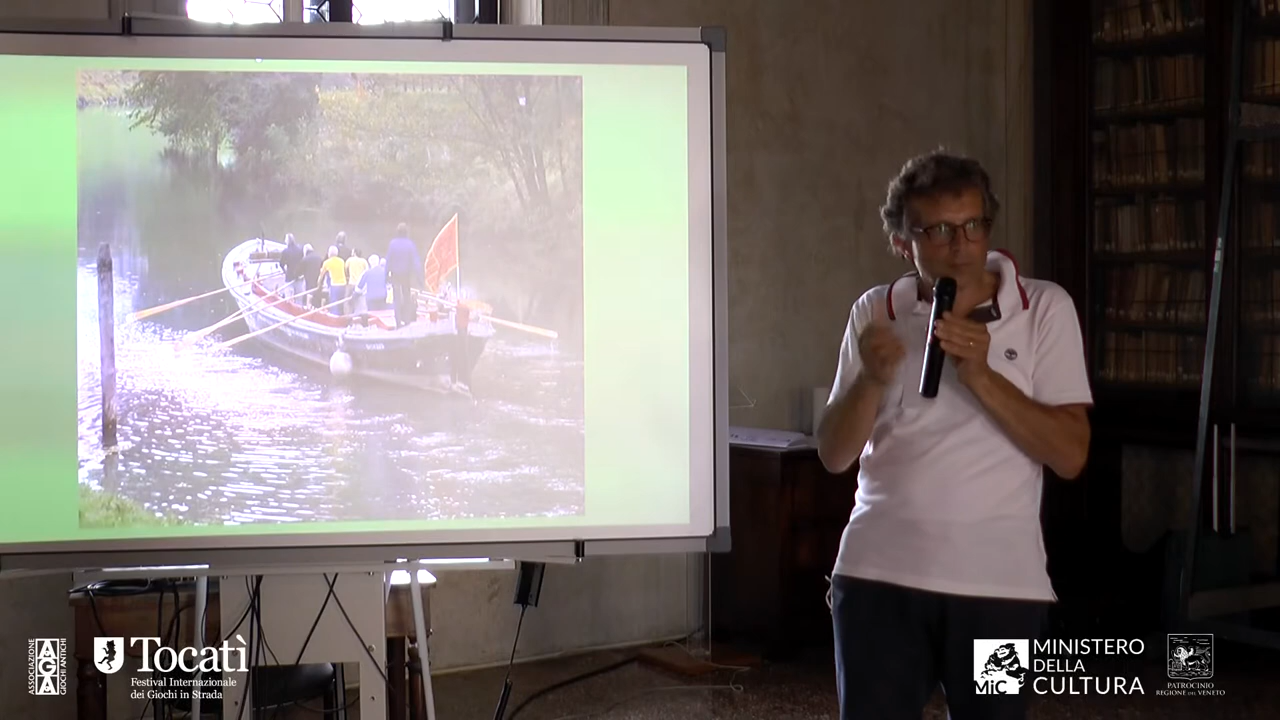 ASSOCIAZIONE
AGA
GIOCHI ANTICHI
Tocatì
Festival Internazionale
dei Giochi in Strada
MiC
MINISTERO
DELLA
CULTURA
PATROCINIO
REGIONE DEL VENETO